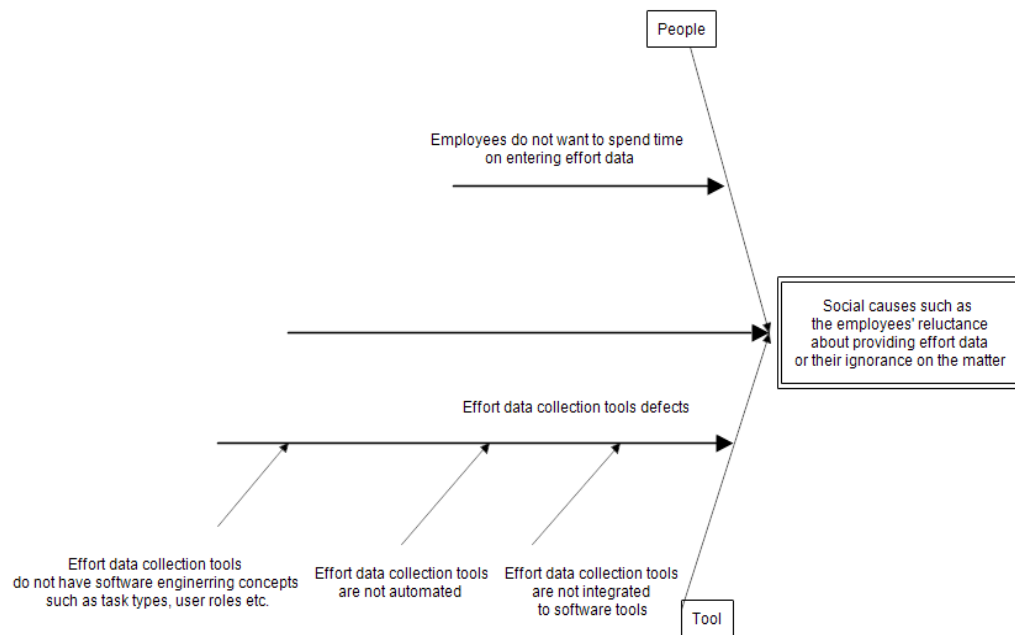 People
Employees do not want to spend time
on entering effort data
Social causes such as
the employees' reluctance
about providing effort data
or their ignorance on the matter
Effort data collection tools defects
Effort data collection tools
do not have software enginerring concepts
such as task types, user roles etc.
Effort data collection tools
are not automated
Effort data collection tools
are not integrated
to software tools
Tool